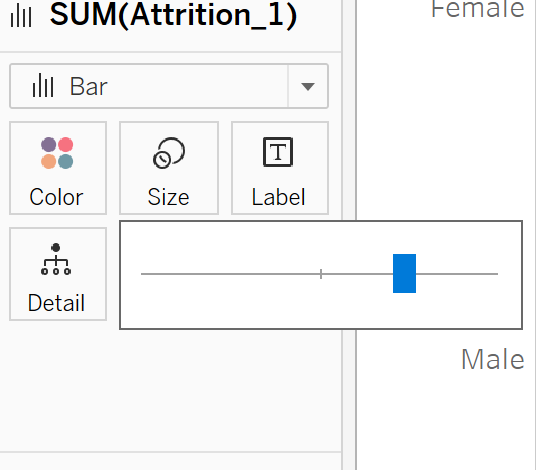 SUM(Attrition_1)
Female
Bar
Color
Size
T
Label
Detail
Male